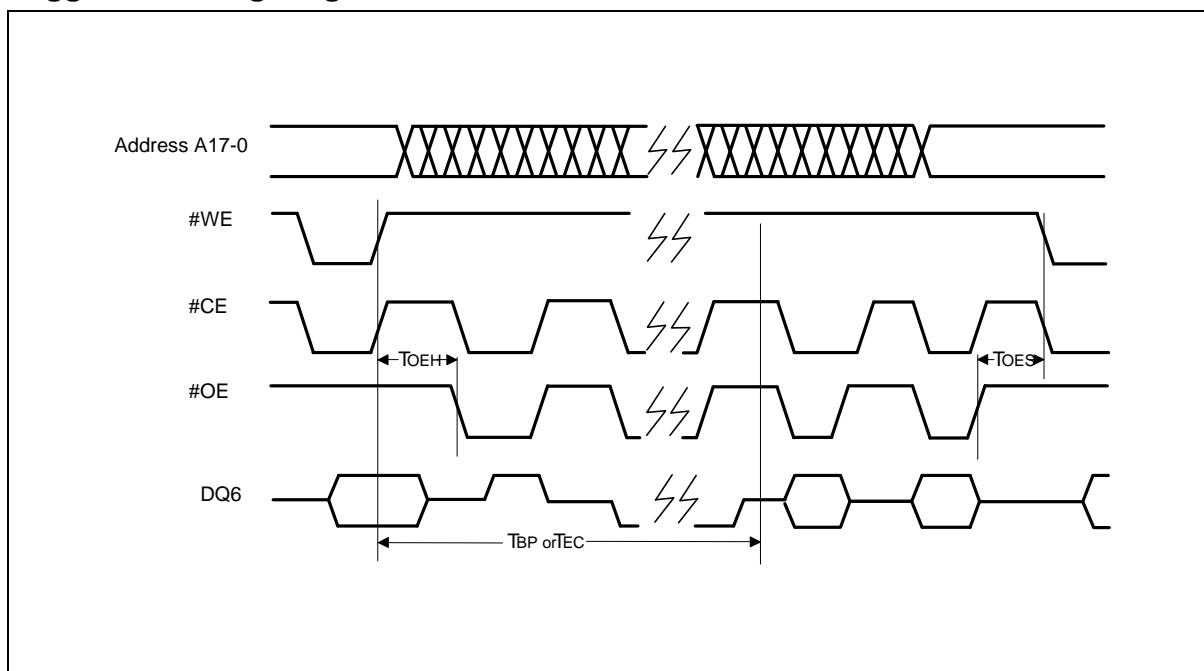 Address A17-0
#WE
#CE
TOEH
TOES
#OE
DQ6
TBP orTEC